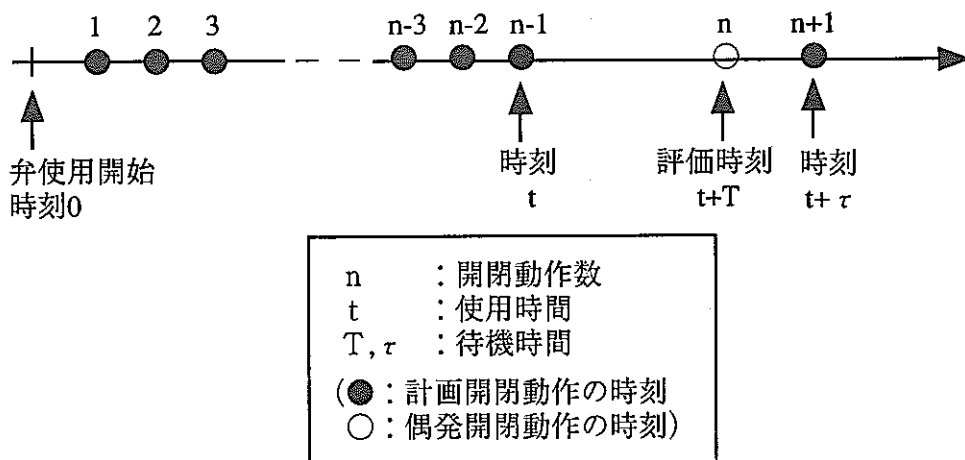 1 2 3 n-3 n-2 n-1 n n+1
弁使用開始
時刻0
時刻
t
評価時刻
t+T
時刻
t+τ
n :開閉動作数
t :使用時間
T,τ :待機時間
(●:計画開閉動作の時刻
○:偶発開閉動作の時刻)